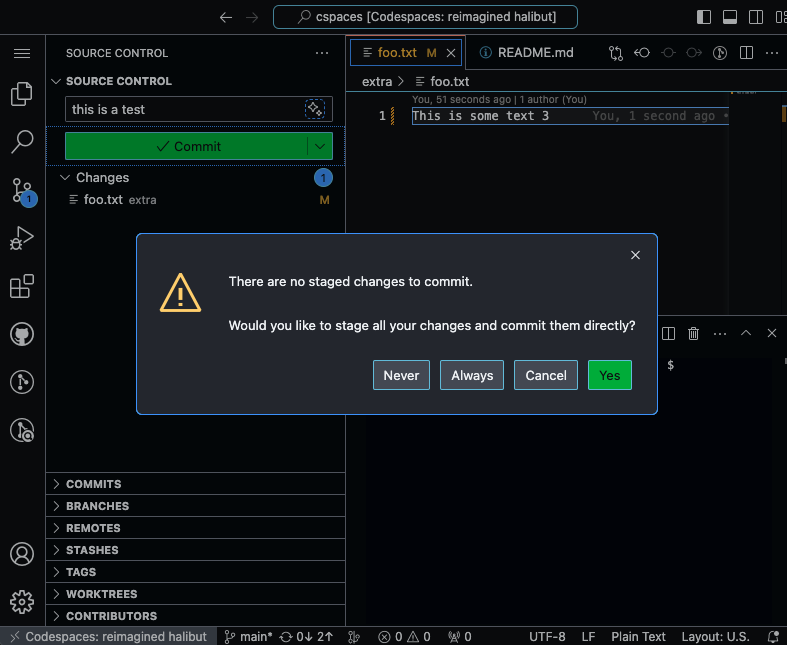 cspaces [Codespaces: reimagined halibut]
SOURCE CONTROL
SOURCE CONTROL
this is a test
Commit
Changes 1
foo.txt extra M
1
COMMITS
BRANCHES
REMOTES
STASHES
TAGS
WORKTREES
CONTRIBUTORS
foo.txt M
README.md
extra > foo.txt
You, 51 seconds ago | 1 author (You)
1 This is some text 3 You, 1 second ago •
There are no staged changes to commit.
Would you like to stage all your changes and commit them directly?
Never Always Cancel Yes
$
Codespaces: reimagined halibut main* 0↓ 2↑ 0 0 0 UTF-8 LF Plain Text Layout: U.S.